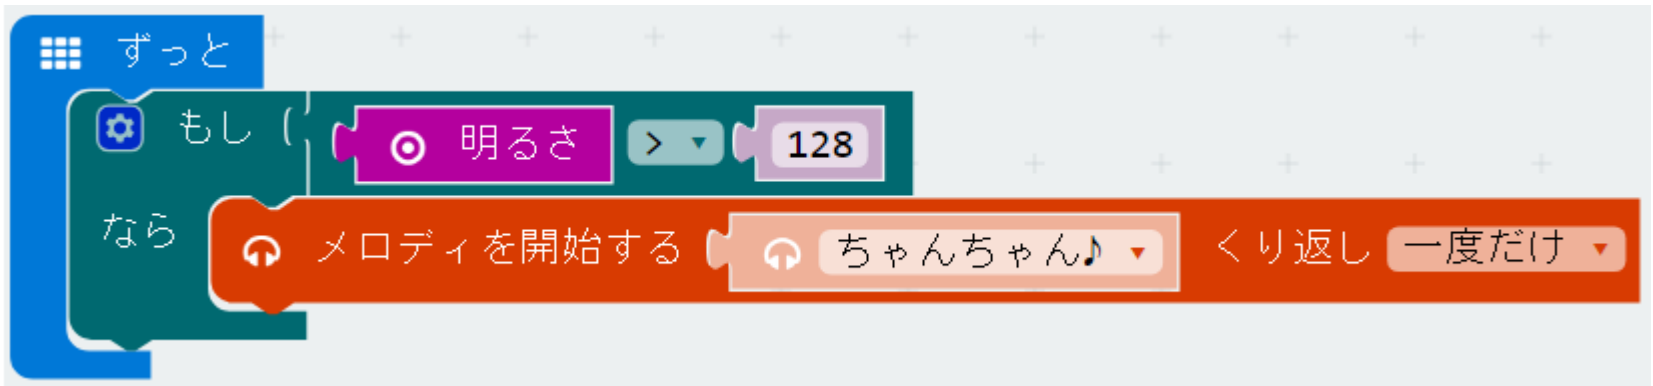 ずっと
もし 明るさ > 128
なら メロディを開始する ちゃんちゃん♪ くり返し 一度だけ